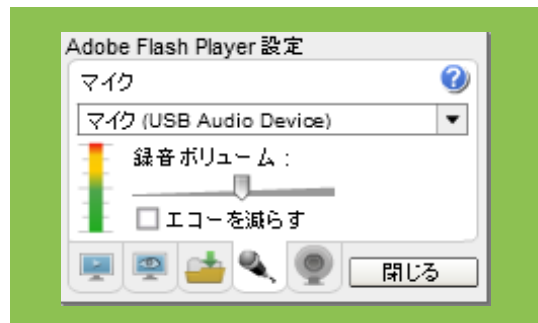 Adobe Flash Player 設定
マイク
マイク (USB Audio Device)
録音ボリューム :
エコーを減らす
閉じる